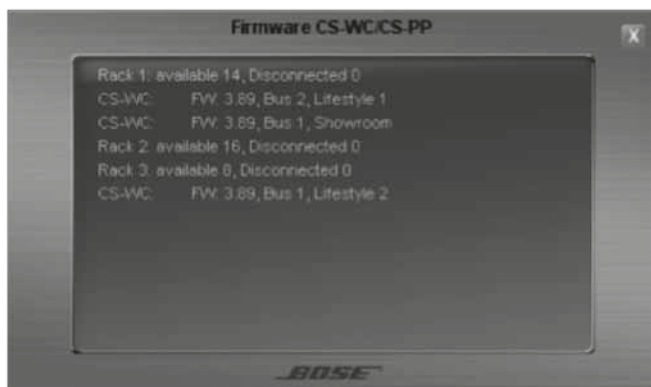 Firmware CS-WC/CS-PP
X
Rack 1: available 14, Disconnected 0
CS-WC: FW: 3.89, Bus 2, Lifestyle 1
CS-WC: FW: 3.89, Bus 1, Showroom
Rack 2: available 16, Disconnected 0
Rack 3: available 8, Disconnected 0
CS-WC: FW: 3.89, Bus 1, Lifestyle 2
BOSE